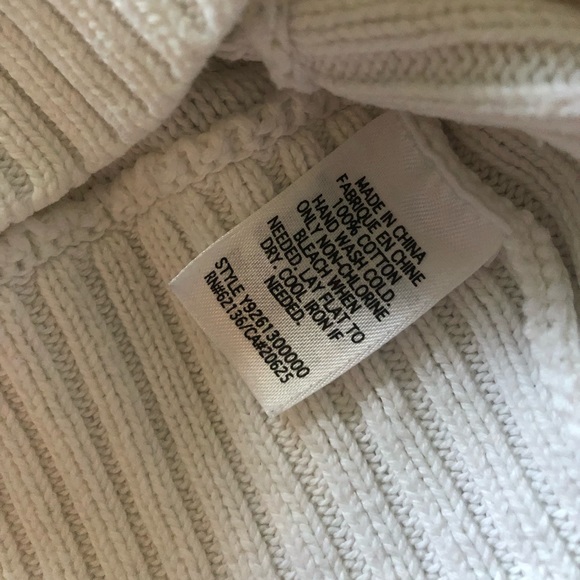 MADE IN CHINA
FABRIQUE EN CHINE
100% COTTON
HAND WASH COLD.
ONLY NON-CHLORINE
BLEACH WHEN
NEEDED. LAY FLAT TO
DRY. COOL IRON IF
NEEDED.
STYLE Y9261300000
RN#62136/CA#20625